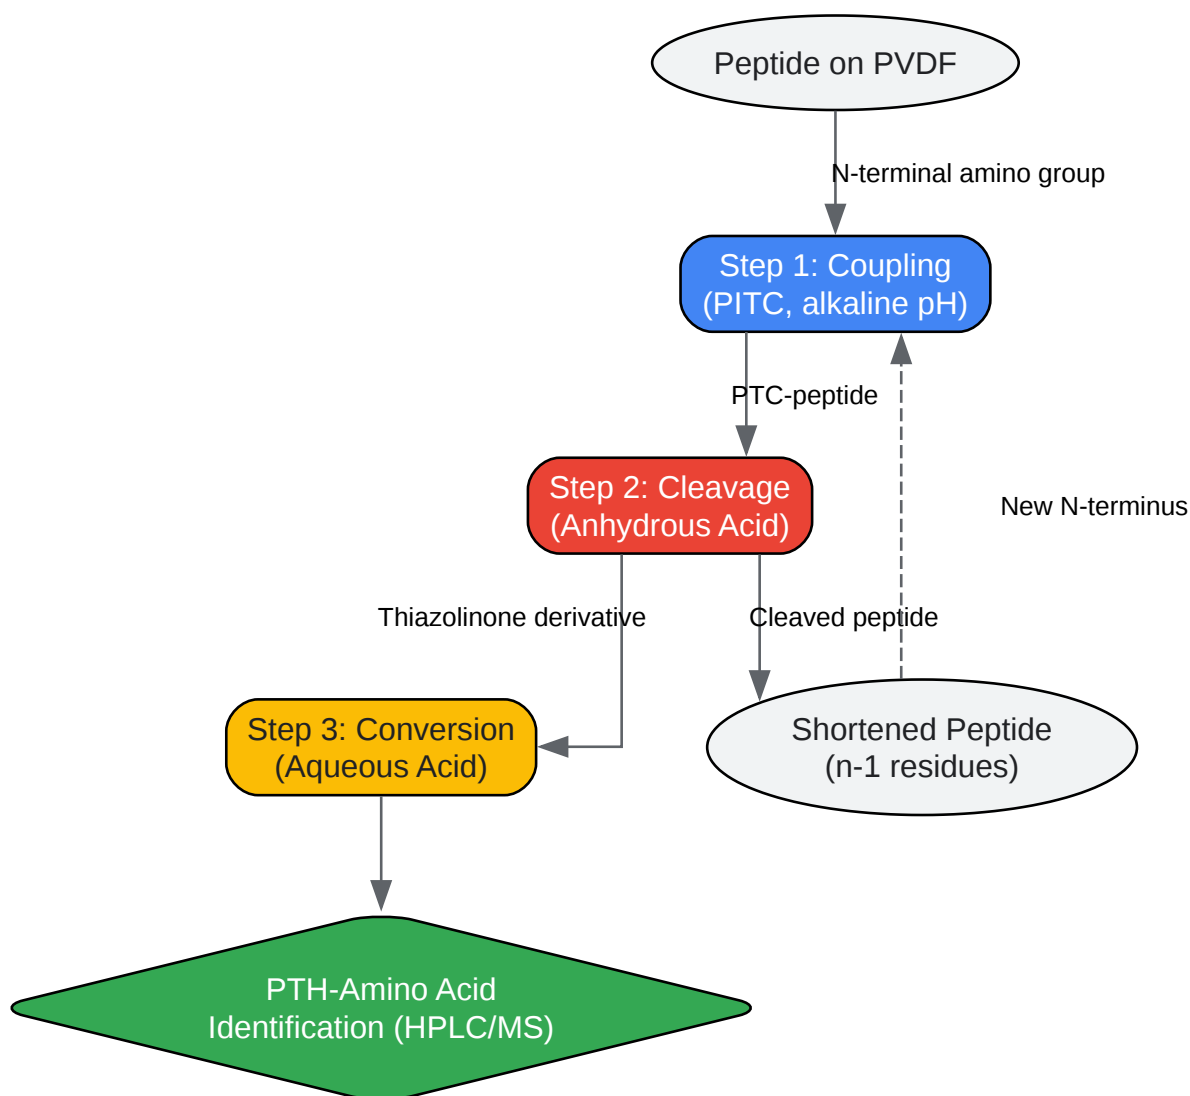 Peptide on PVDF
N-terminal amino group
Step 1: Coupling
(PITC, alkaline pH)
PTC-peptide
Step 2: Cleavage
(Anhydrous Acid)
New N-terminus
Thiazolinone derivative
Cleaved peptide
Step 3: Conversion
(Aqueous Acid)
Shortened Peptide
(n-1 residues)
PTH-Amino Acid
Identification (HPLC/MS)